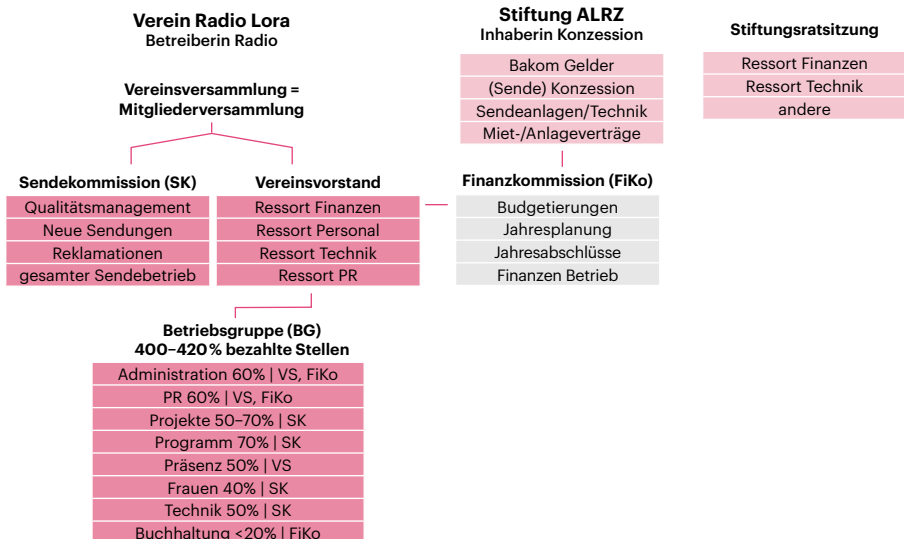 Verein Radio Lora
Betreiberin Radio
Vereinsversammlung =
Mitgliederversammlung
Sendekommission (SK)
Qualitätsmanagement
Neue Sendungen
Reklamationen
gesamter Sendebetrieb
Vereinsvorstand
Ressort Finanzen
Ressort Personal
Ressort Technik
Ressort PR
Betriebsgruppe (BG)
400–420% bezahlte Stellen
Administration 60% | VS, FiKo
PR 60% | VS, FiKo
Projekte 50–70% | SK
Programm 70% | SK
Präsenz 50% | VS
Frauen 40% | SK
Technik 50% | SK
Buchhaltung <20% | FiKo
Stiftung ALRZ
Inhaberin Konzession
Bakom Gelder
(Sende) Konzession
Sendeanlagen/Technik
Miet-/Anlageverträge
Finanzkommission (FiKo)
Budgetierungen
Jahresplanung
Jahresabschlüsse
Finanzen Betrieb
Stiftungsratsitzung
Ressort Finanzen
Ressort Technik
andere